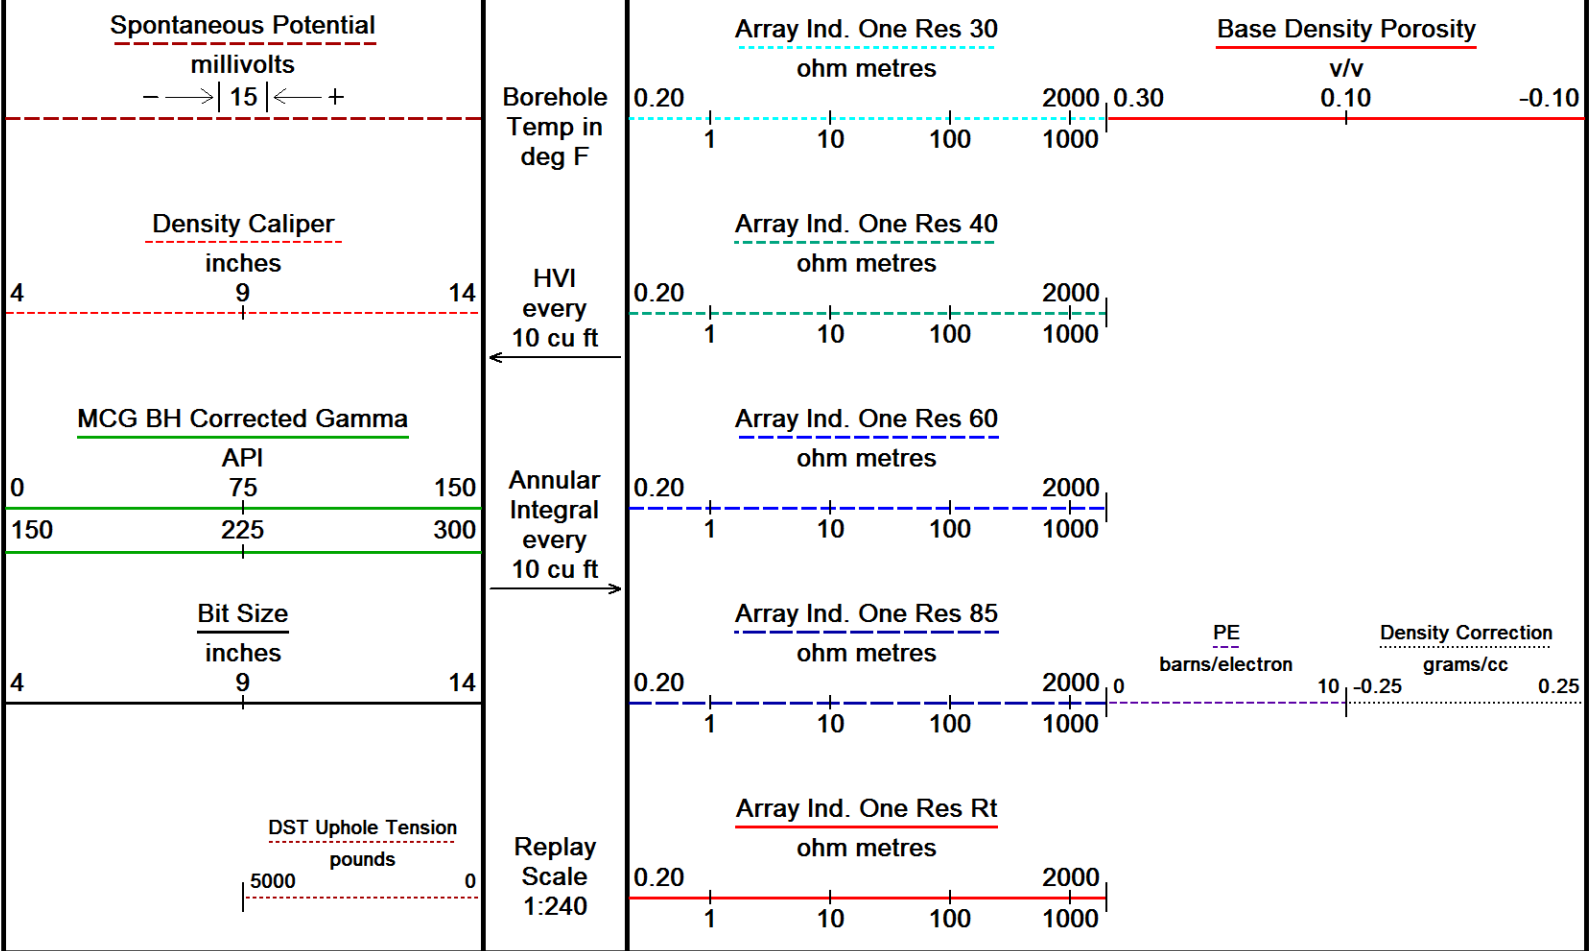 Spontaneous Potential
millivolts
− 15 +
Density Caliper
inches
4 9 14
MCG BH Corrected Gamma
API
0 75 150
150 225 300
Bit Size
inches
4 9 14
DST Uphole Tension
pounds
5000 0
Borehole
Temp in
deg F
HVI
every
10 cu ft
Annular
Integral
every
10 cu ft
Replay
Scale
1:240
Array Ind. One Res 30
ohm metres
0.20 2000
1 10 100 1000
Array Ind. One Res 40
ohm metres
0.20 2000
1 10 100 1000
Array Ind. One Res 60
ohm metres
0.20 2000
1 10 100 1000
Array Ind. One Res 85
ohm metres
0.20 2000
1 10 100 1000
Array Ind. One Res Rt
ohm metres
0.20 2000
1 10 100 1000
Base Density Porosity
v/v
0.30 0.10 -0.10
PE
barns/electron
0 10
Density Correction
grams/cc
-0.25 0.25